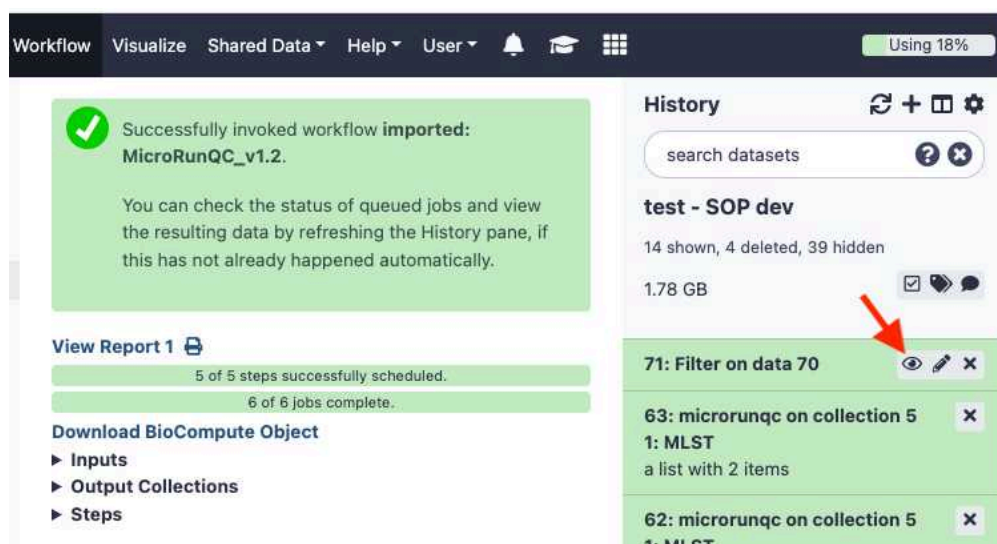 Workflow Visualize Shared Data Help User Using 18%
Successfully invoked workflow imported:
MicroRunQC_v1.2.
You can check the status of queued jobs and view
the resulting data by refreshing the History pane, if
this has not already happened automatically.
View Report 1
5 of 5 steps successfully scheduled.
6 of 6 jobs complete.
Download BioCompute Object
Inputs
Output Collections
Steps
History
search datasets
test - SOP dev
14 shown, 4 deleted, 39 hidden
1.78 GB
71: Filter on data 70
63: microrunqc on collection 5
1: MLST
a list with 2 items
62: microrunqc on collection 5
1: MLST